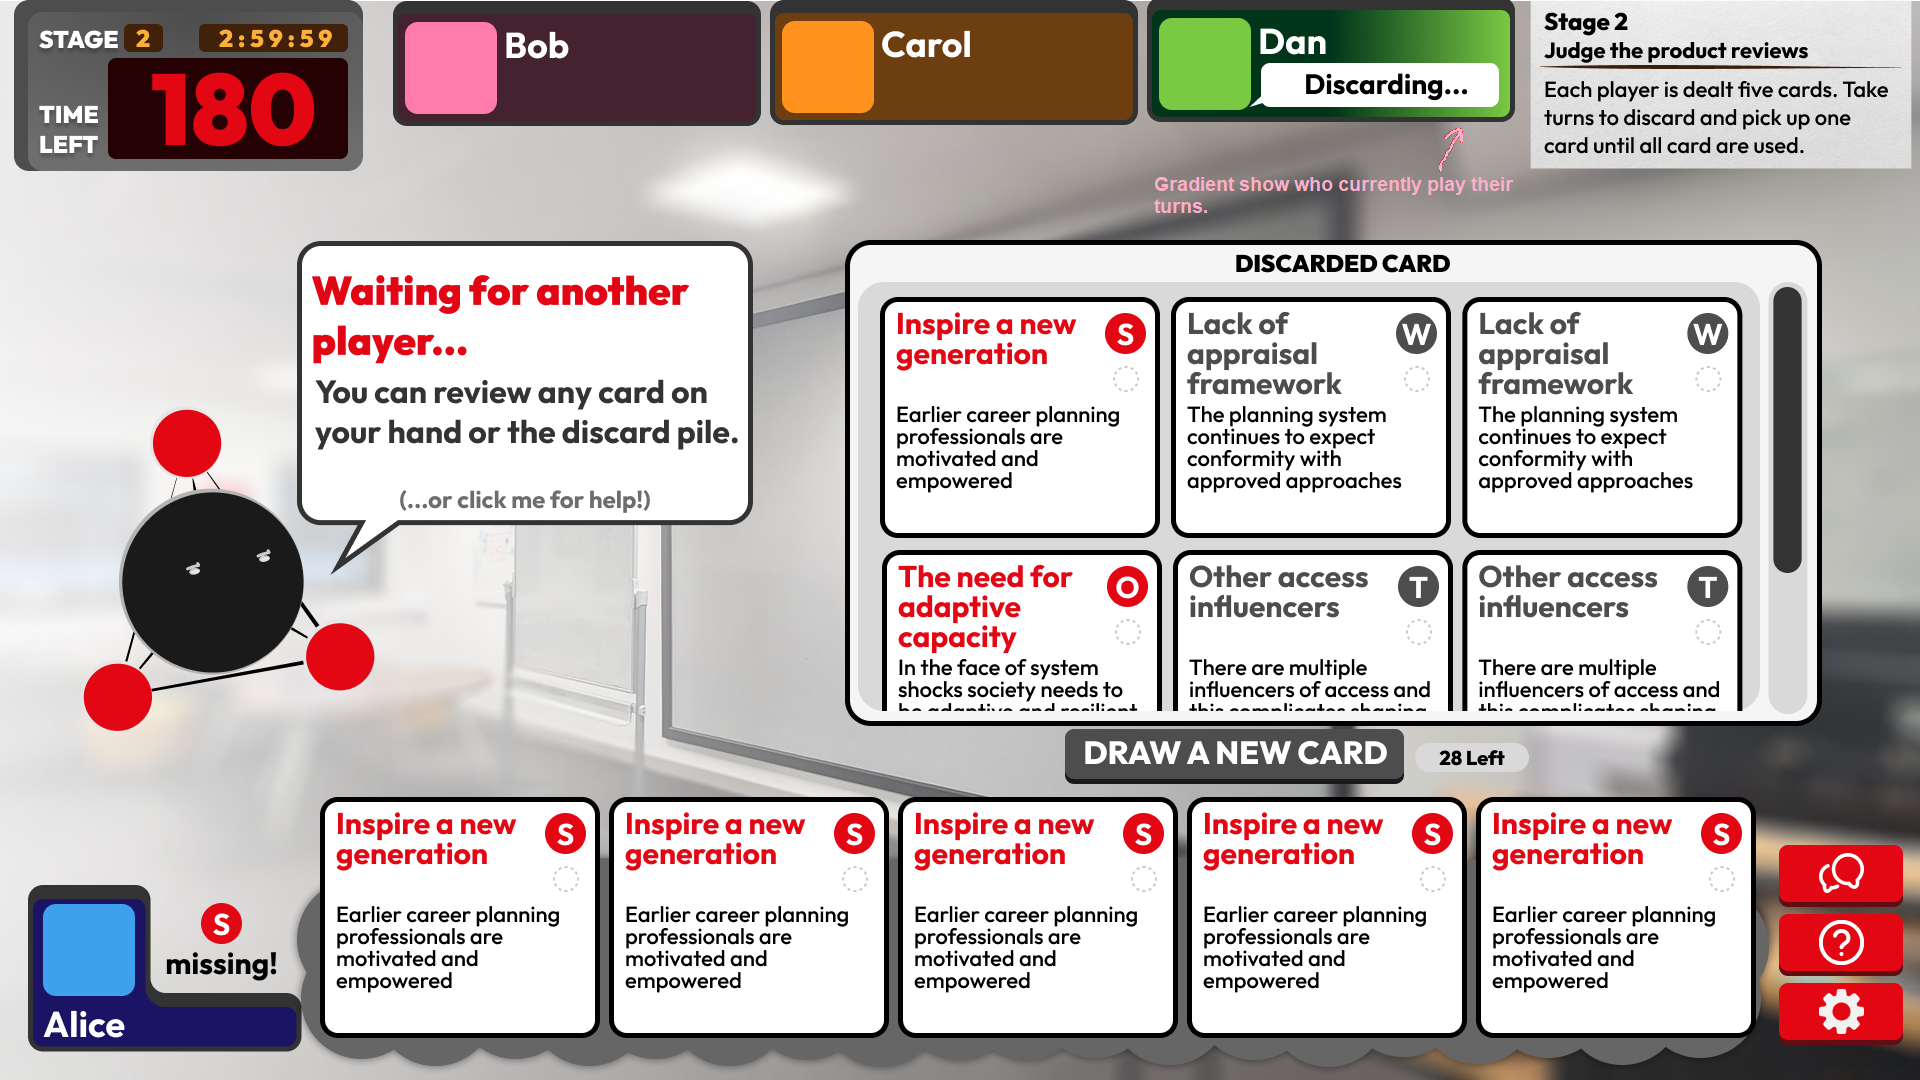 STAGE 2 2:59:59
TIME
LEFT
180
Bob
Carol
Dan
Discarding...
Gradient show who currently play their
turns.
Stage 2
Judge the product reviews
Each player is dealt five cards. Take
turns to discard and pick up one
card until all card are used.
Waiting for another
player...
You can review any card on
your hand or the discard pile.
(...or click me for help!)
DISCARDED CARD
Inspire a new
generation
S
Earlier career planning
professionals are
motivated and
empowered
Lack of
appraisal
framework
W
The planning system
continues to expect
conformity with
approved approaches
Lack of
appraisal
framework
W
The planning system
continues to expect
conformity with
approved approaches
The need for
adaptive
capacity
O
In the face of system
shocks society needs to
be adaptive and resilient
Other access
influencers
T
There are multiple
influencers of access and
this complicates shaping
Other access
influencers
T
There are multiple
influencers of access and
this complicates shaping
DRAW A NEW CARD
28 Left
Inspire a new
generation
S
Earlier career planning
professionals are
motivated and
empowered
Inspire a new
generation
S
Earlier career planning
professionals are
motivated and
empowered
Inspire a new
generation
S
Earlier career planning
professionals are
motivated and
empowered
Inspire a new
generation
S
Earlier career planning
professionals are
motivated and
empowered
Inspire a new
generation
S
Earlier career planning
professionals are
motivated and
empowered
S
missing!
Alice
?